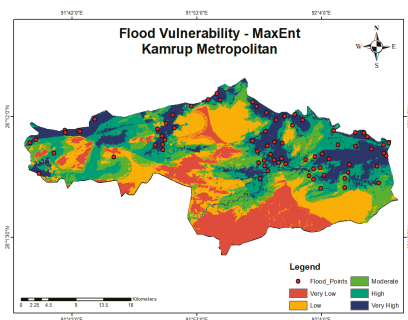 Flood Vulnerability - MaxEnt
Kamrup Metropolitan
N
W E
S
91°42'0"E 91°53'0"E 92°4'0"E
Legend
Flood_Points Moderate
Very Low High
Low Very High
Kilometers
0 2.25 4.5 9 13.5 18